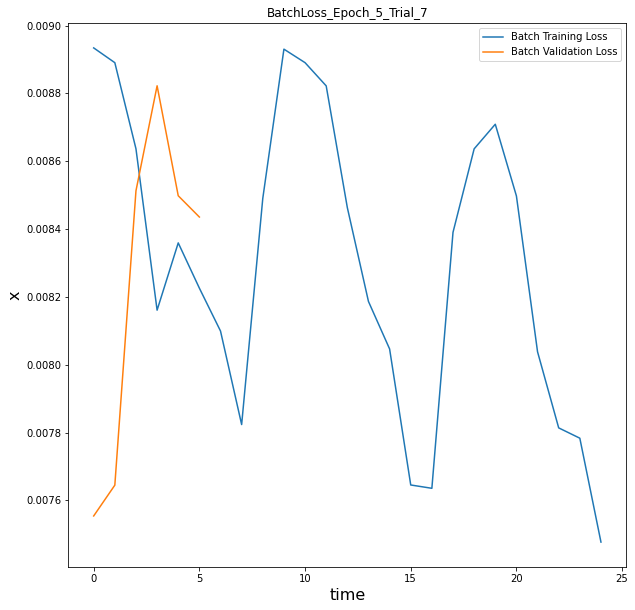 BatchLoss_Epoch_5_Trial_7
Batch Training Loss
Batch Validation Loss
0.0090
0.0088
0.0086
0.0084
0.0082
0.0080
0.0078
0.0076
x
0 5 10 15 20 25
time